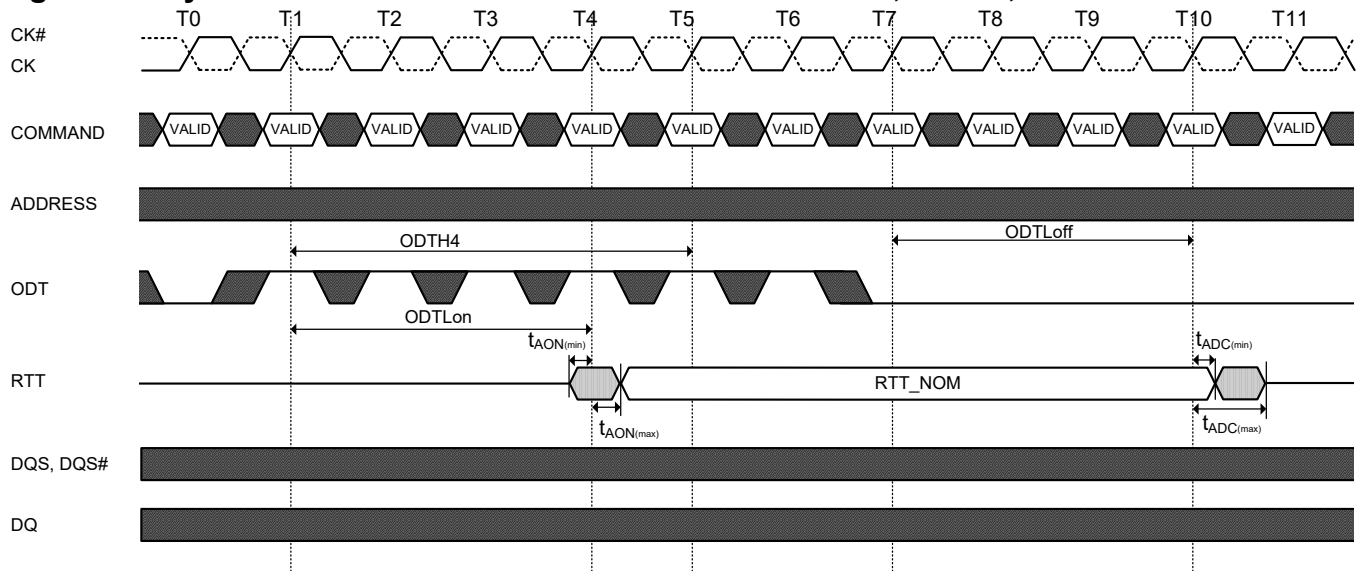 T0 T1 T2 T3 T4 T5 T6 T7 T8 T9 T10 T11
CK#
CK
COMMAND VALID VALID VALID VALID VALID VALID VALID VALID VALID VALID VALID VALID
ADDRESS
ODTH4 ODTLoff
ODT
ODTLon
tAON(min) tADC(min)
RTT RTT_NOM
tAON(max) tADC(max)
DQS, DQS#
DQ